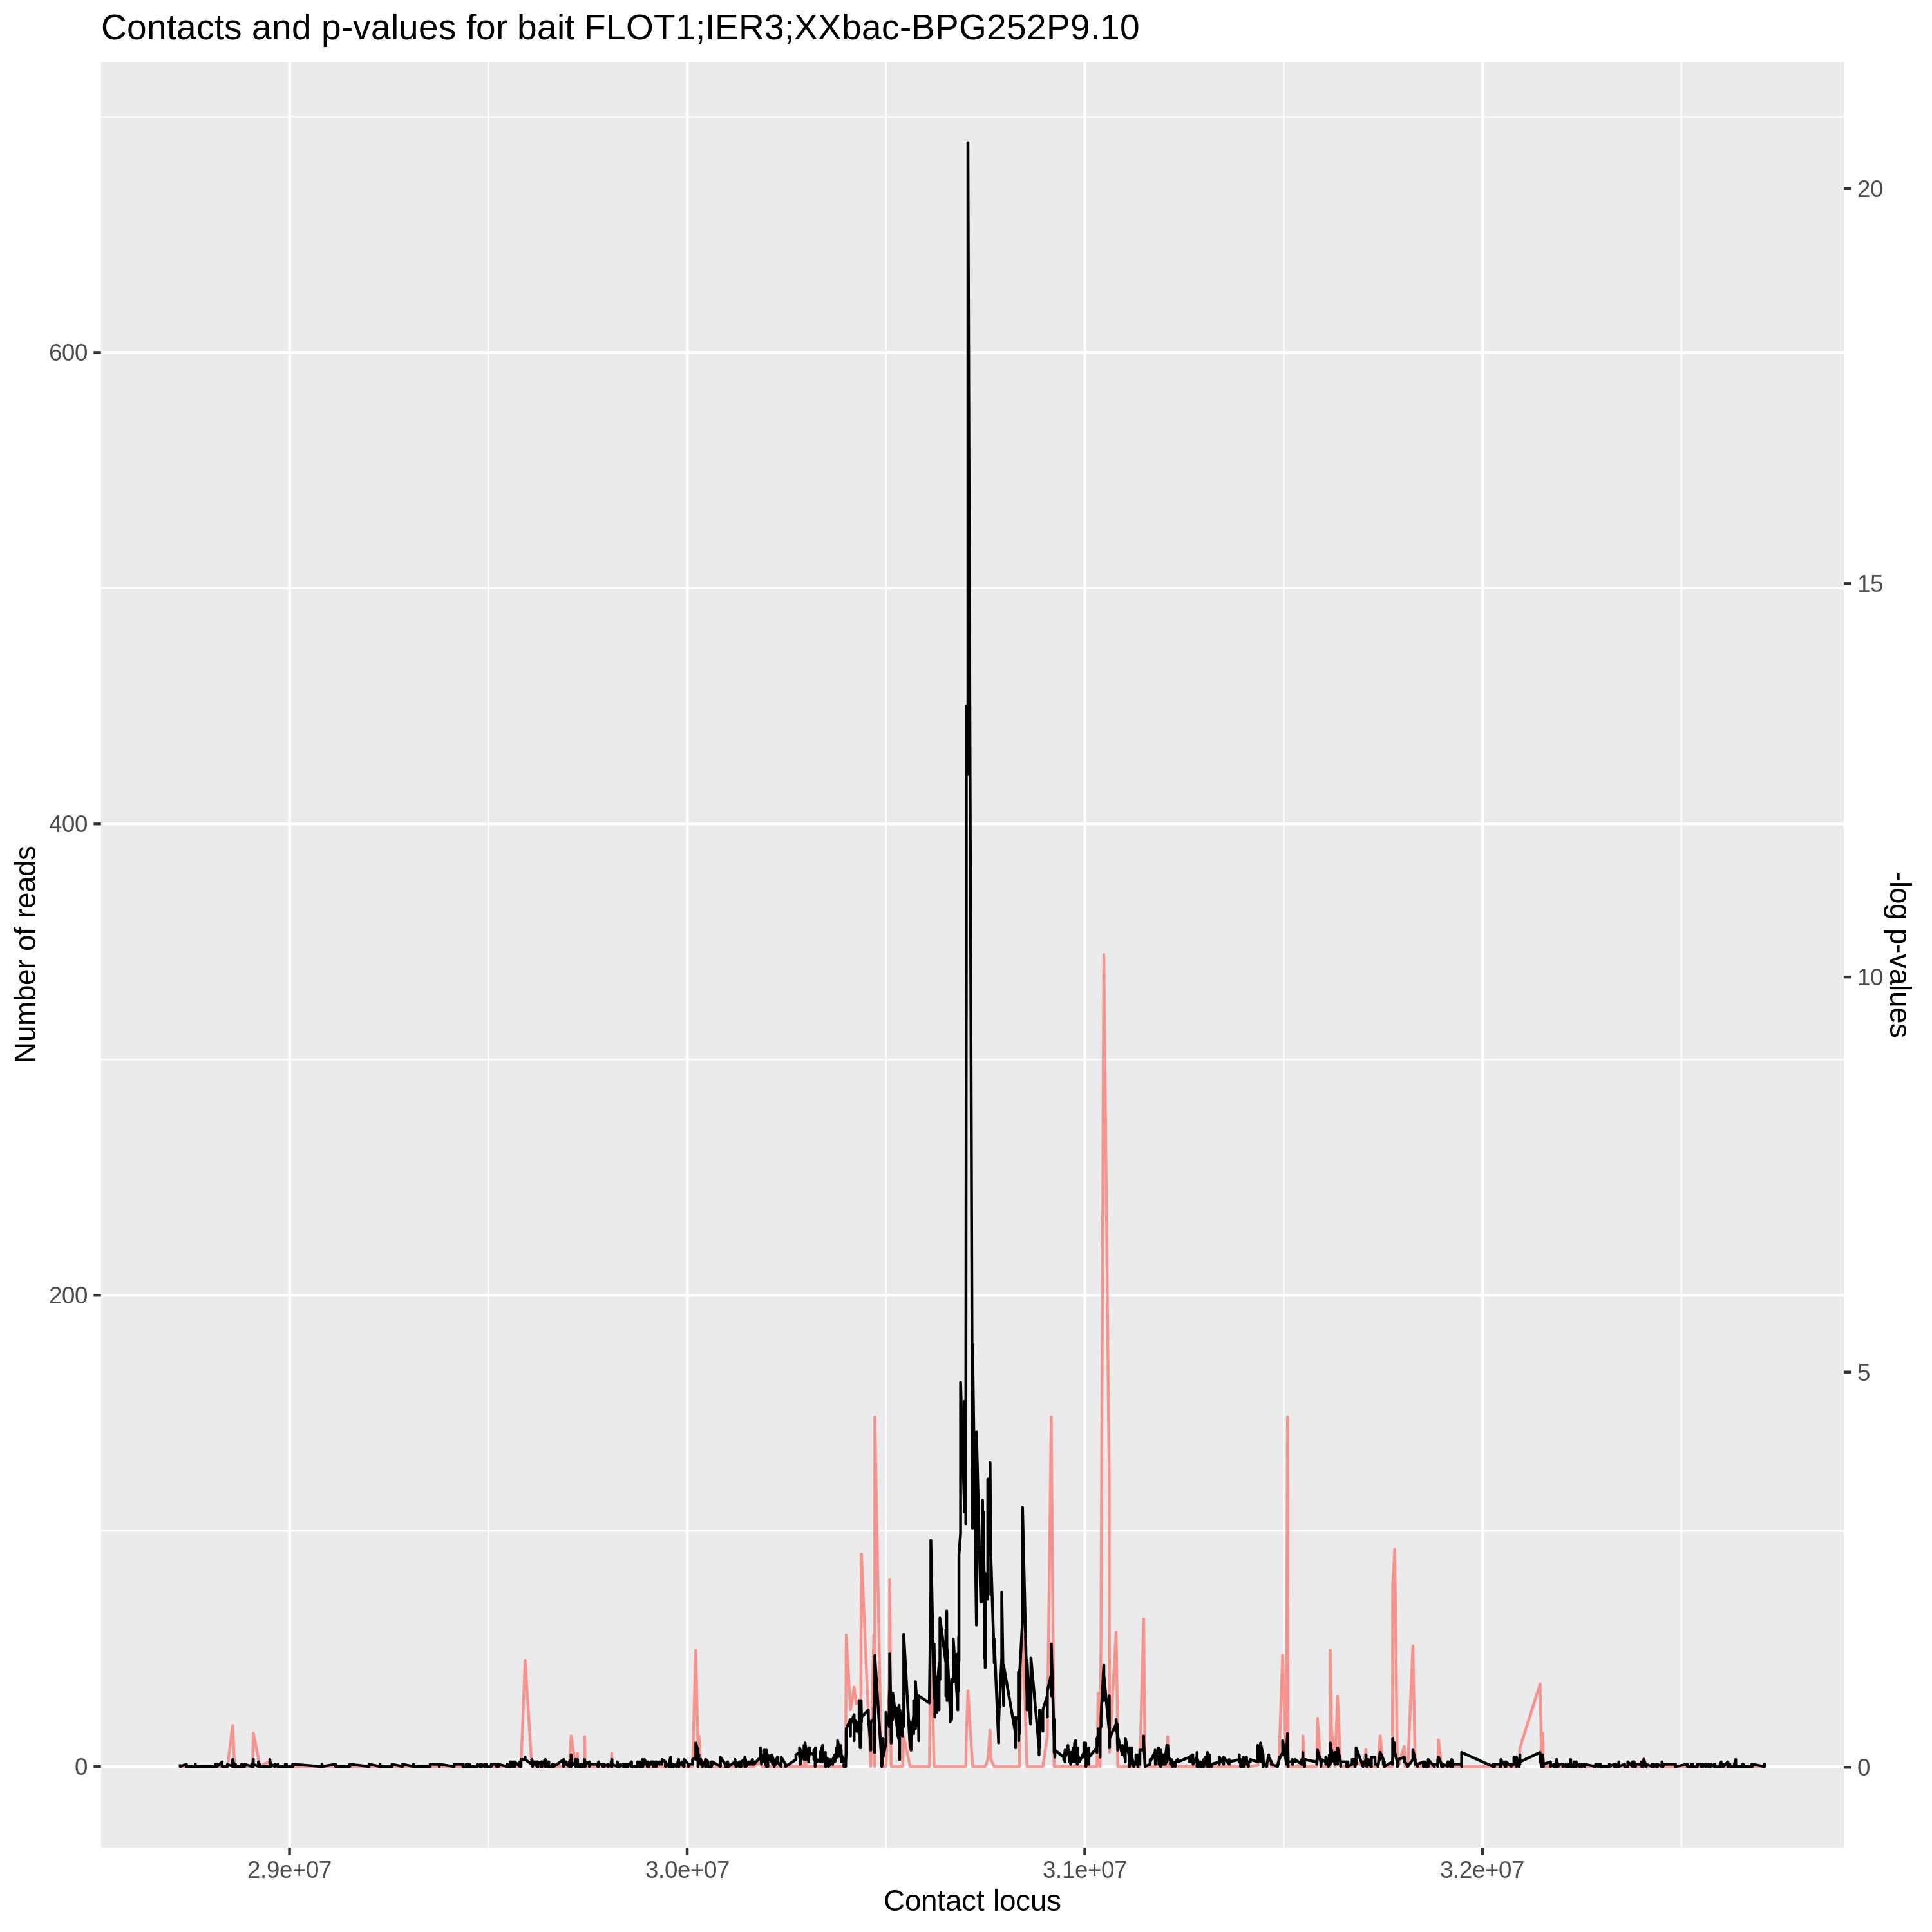 Contacts and p-values for bait FLOT1;IER3;XXbac-BPG252P9.10
Number of reads
600
400
200
0
20
15
10
5
0
-log p-values
2.9e+07 3.0e+07 3.1e+07 3.2e+07
Contact locus